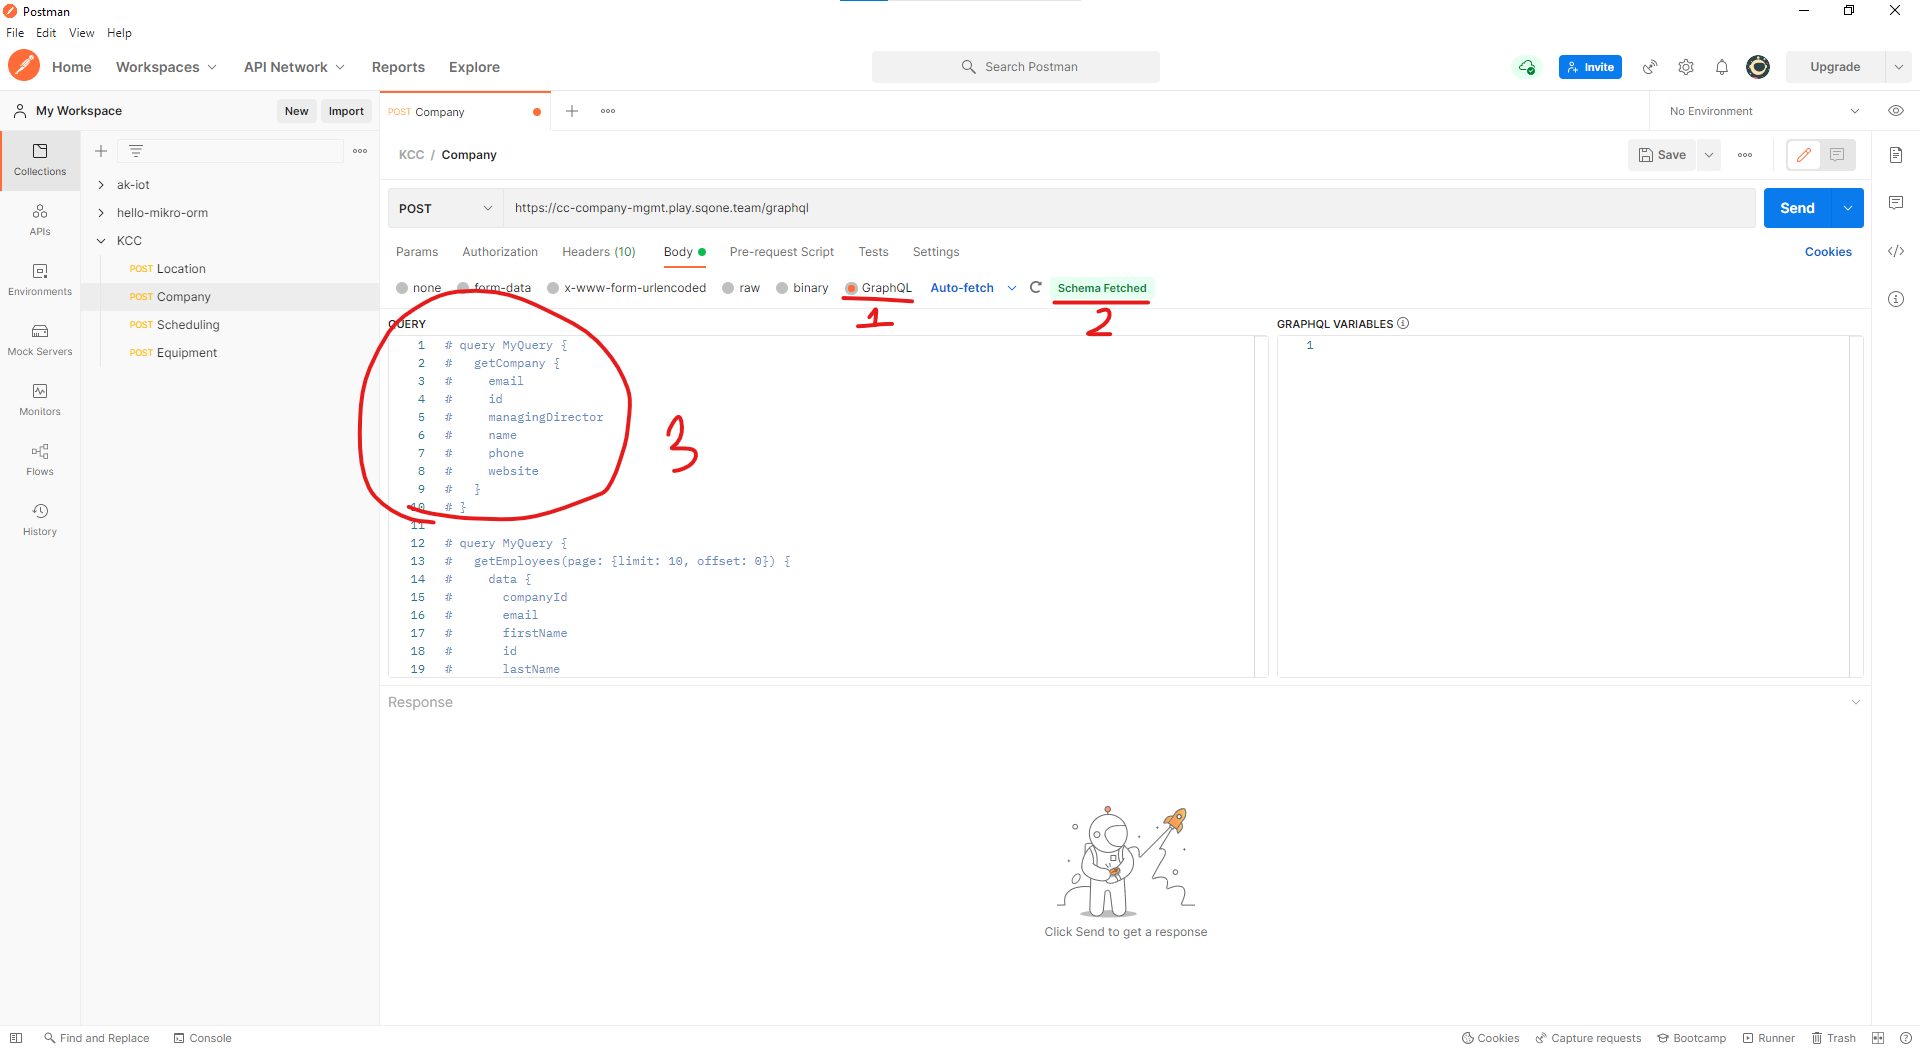 Postman
File Edit View Help
Home Workspaces API Network Reports Explore Search Postman Invite Upgrade
My Workspace New Import POST Company No Environment
KCC / Company Save
Collections
ak-iot
hello-mikro-orm
KCC
POST Location
POST Company
POST Scheduling
POST Equipment
APIs
Environments
Mock Servers
Monitors
Flows
History
POST https://cc-company-mgmt.play.sqone.team/graphql Send
Params Authorization Headers (10) Body Pre-request Script Tests Settings Cookies
none form-data x-www-form-urlencoded raw binary GraphQL Auto-fetch Schema Fetched
1 2
QUERY
1 # query MyQuery {
2 # getCompany {
3 # email
4 # id
5 # managingDirector
6 # name
7 # phone
8 # website
9 # }
10 # }
11
12 # query MyQuery {
13 # getEmployees(page: {limit: 10, offset: 0}) {
14 # data {
15 # companyId
16 # email
17 # firstName
18 # id
19 # lastName
3
GRAPHQL VARIABLES
1
Response
Click Send to get a response
Find and Replace Console Cookies Capture requests Bootcamp Runner Trash